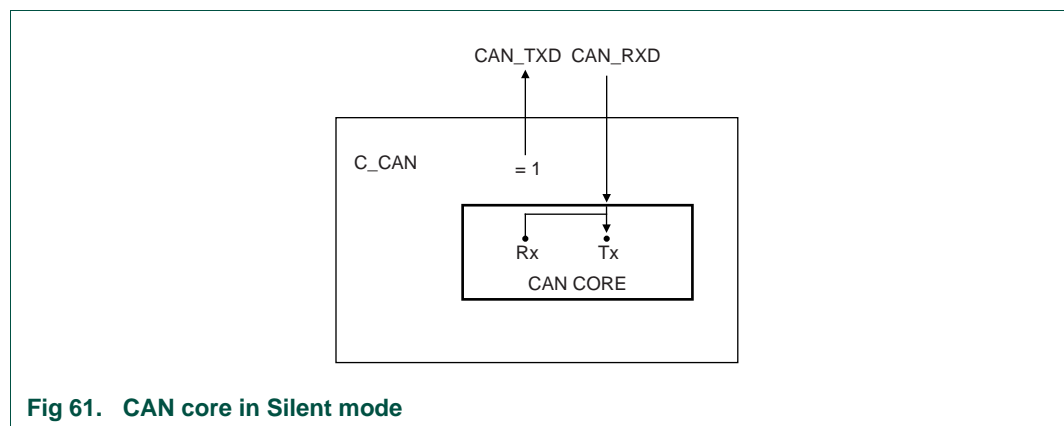 CAN_TXD CAN_RXD
C_CAN
= 1
Rx Tx
CAN CORE
Fig 61. CAN core in Silent mode